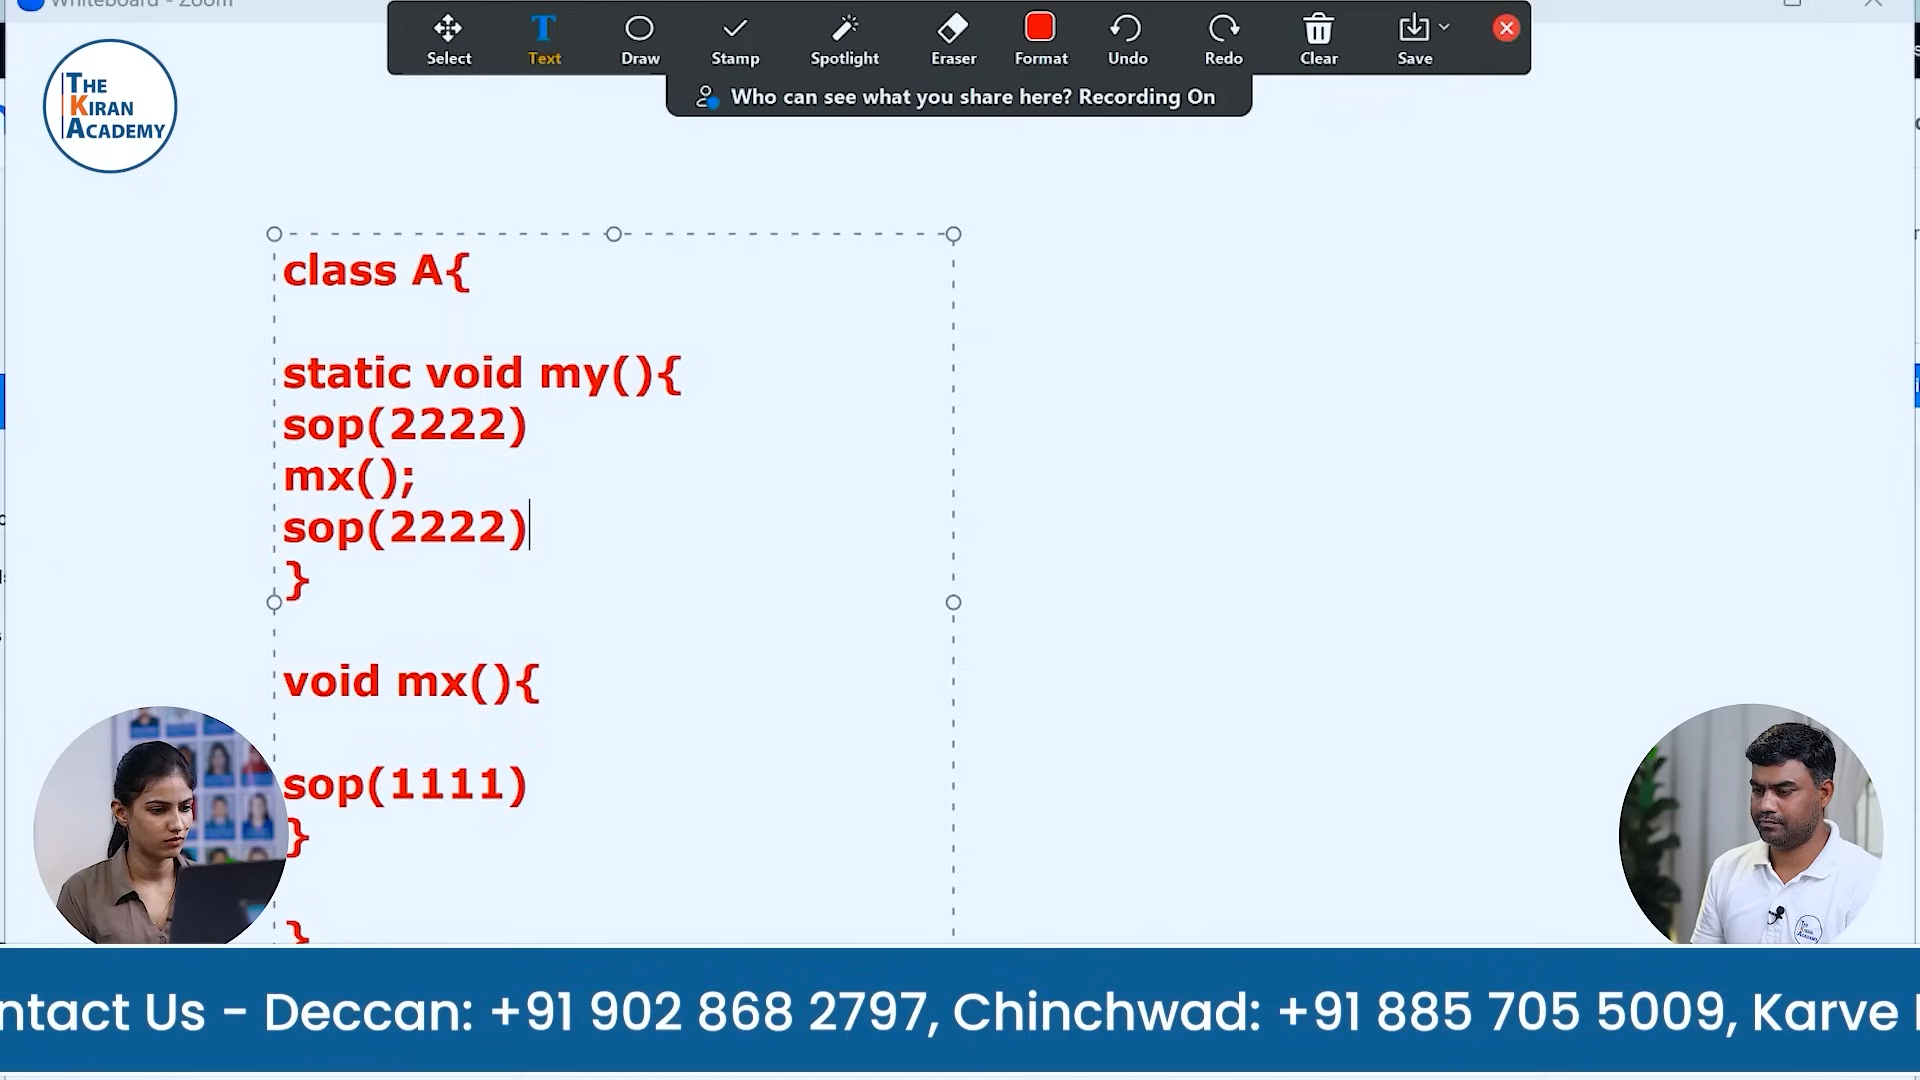 Whiteboard - Zoom
Select
Text
Draw
Stamp
Spotlight
Eraser
Format
Undo
Redo
Clear
Save
Who can see what you share here? Recording On
THE
KIRAN
ACADEMY
class A{
static void my(){
sop(2222)
mx();
sop(2222)
}
void mx(){
sop(1111)
}
}
ntact Us - Deccan: +91 902 868 2797, Chinchwad: +91 885 705 5009, Karve